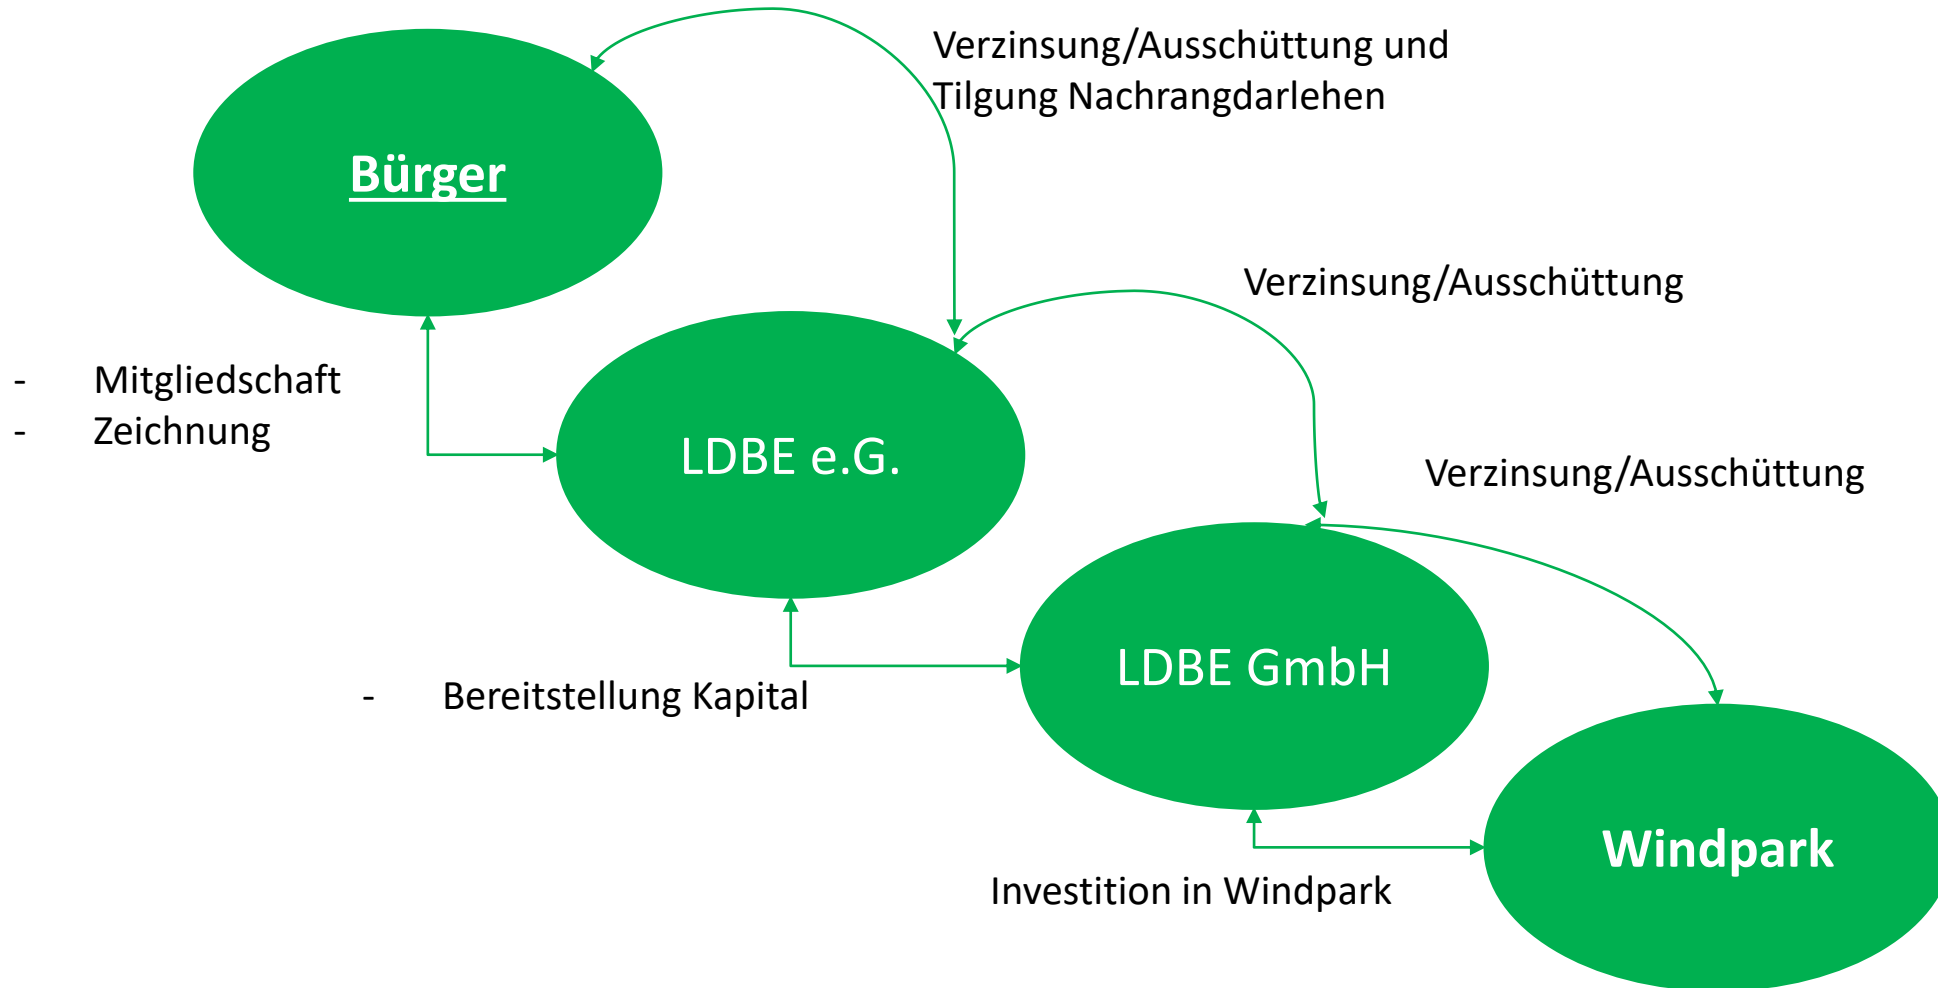 Verzinsung/Ausschüttung und
Tilgung Nachrangdarlehen
Bürger
Verzinsung/Ausschüttung
- Mitgliedschaft
- Zeichnung
LDBE e.G.
Verzinsung/Ausschüttung
LDBE GmbH
- Bereitstellung Kapital
Windpark
Investition in Windpark